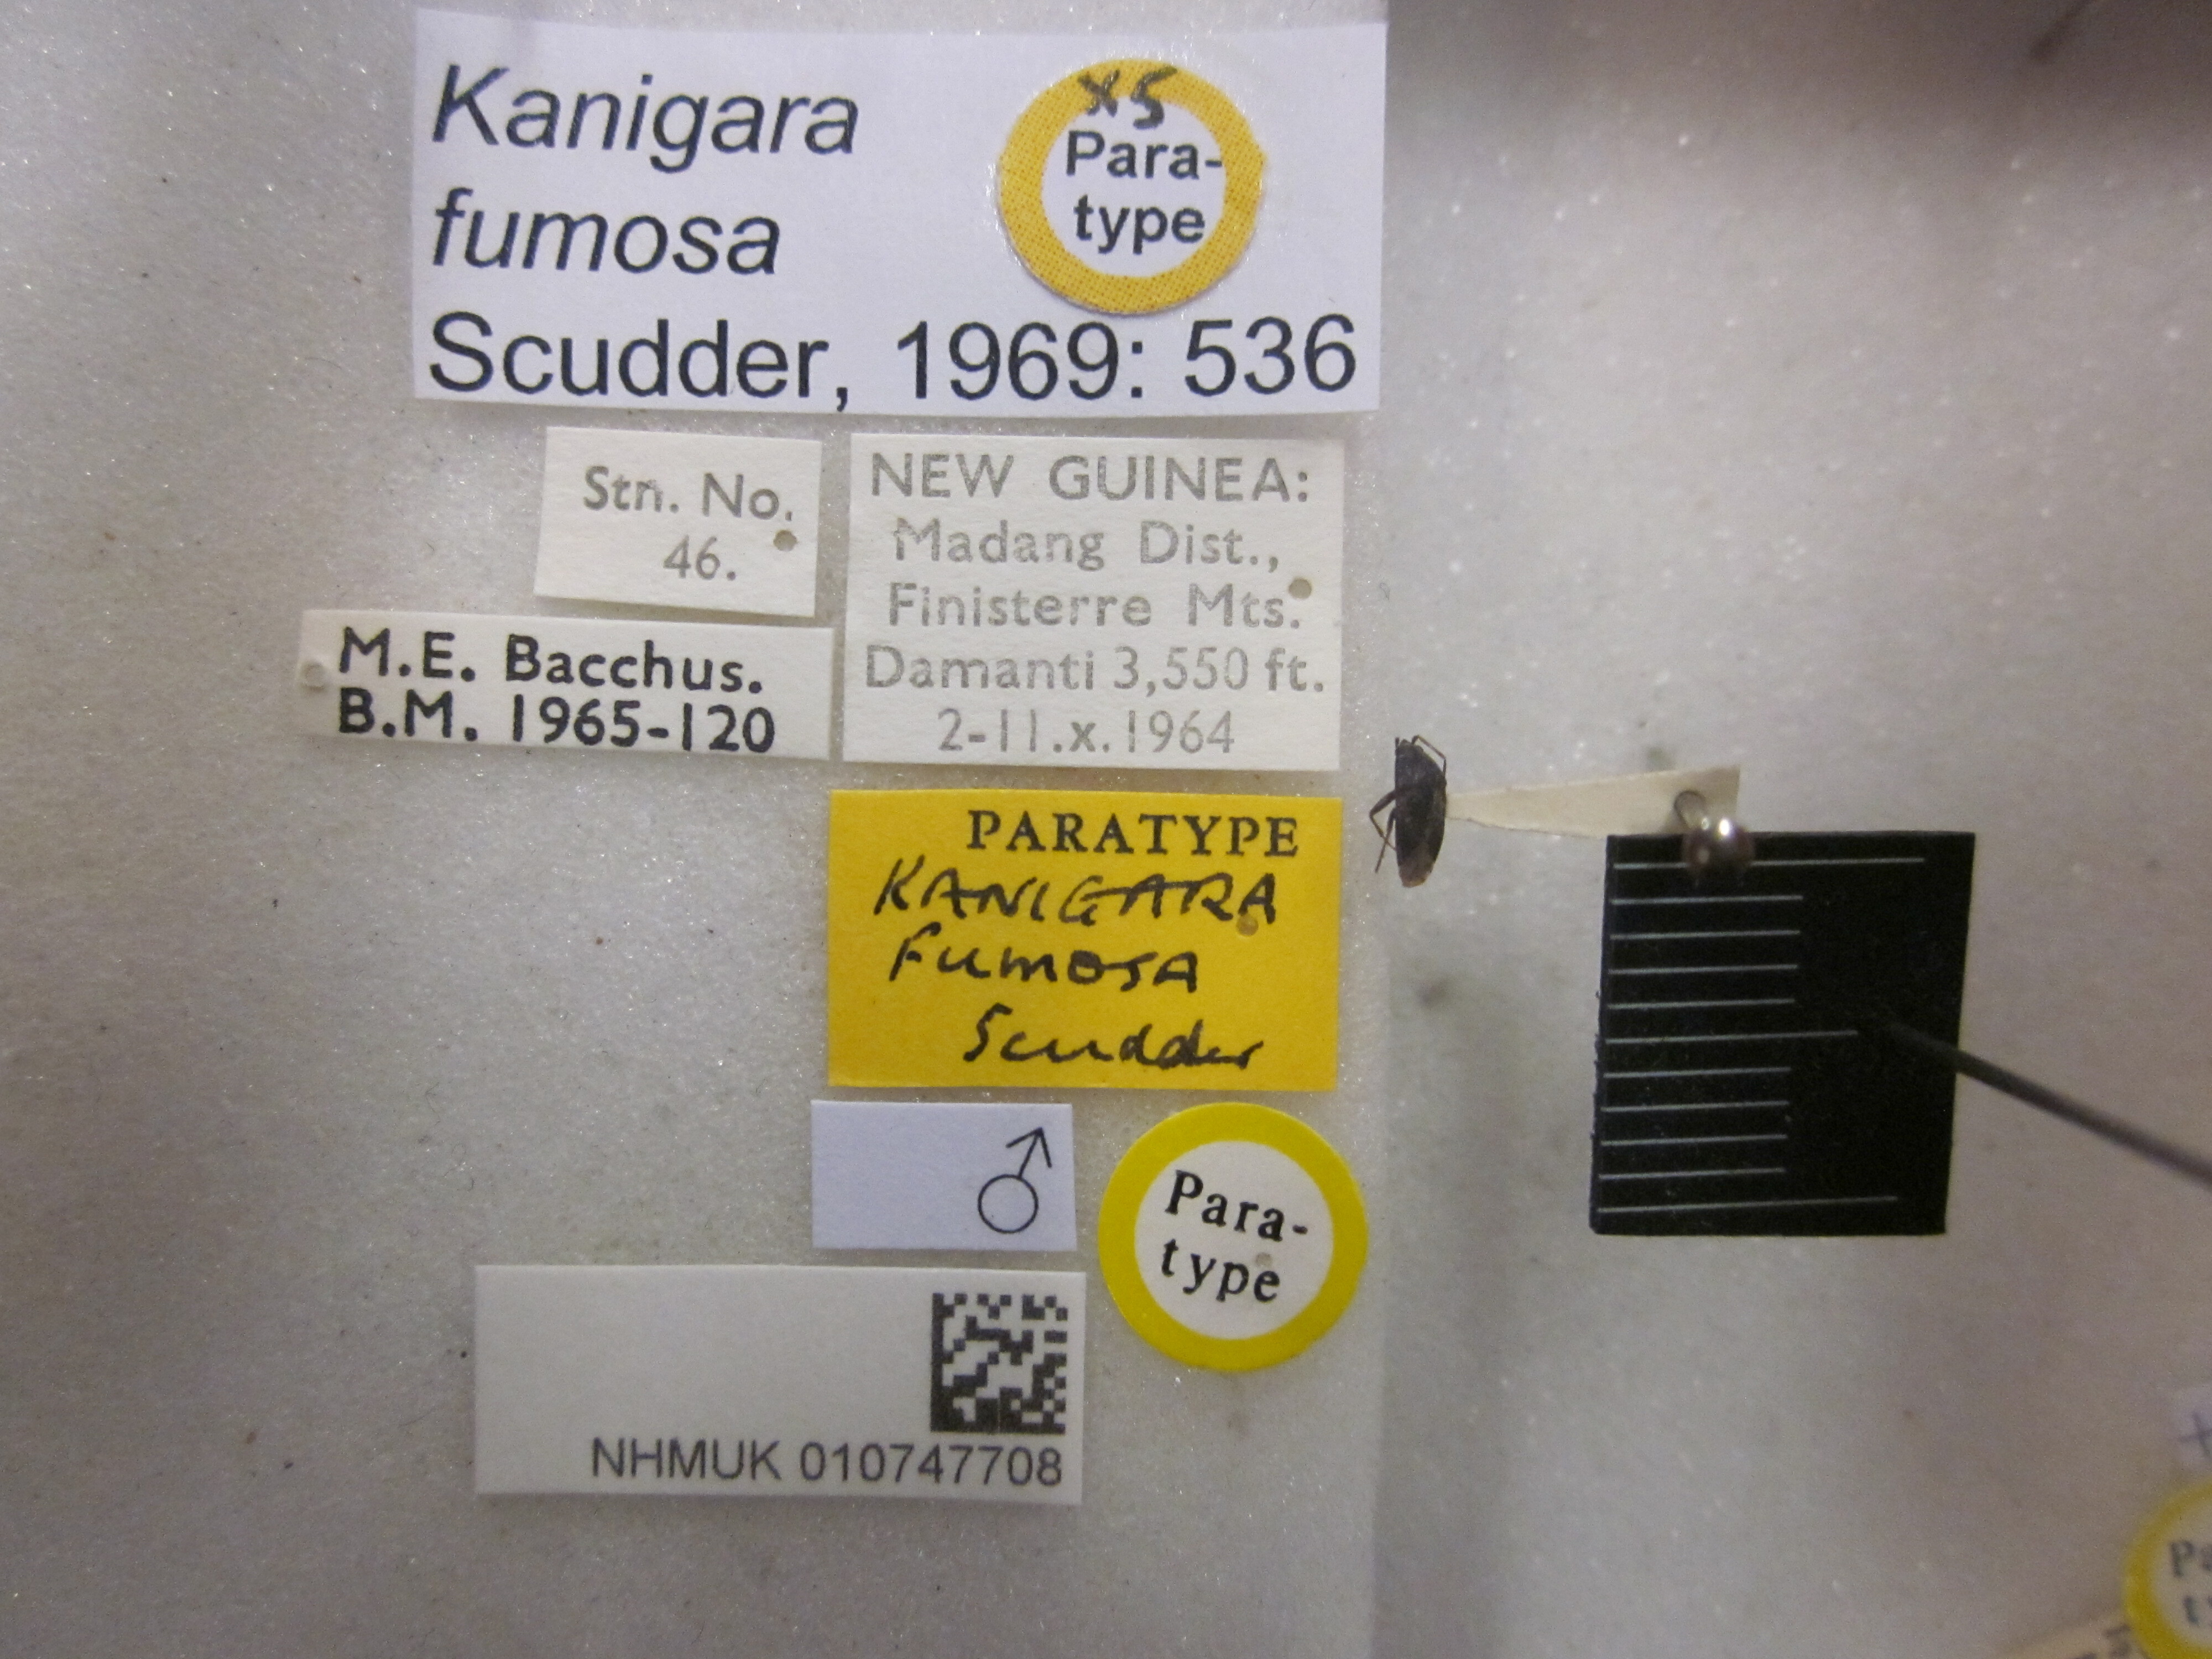 Kanigara
fumosa
Scudder, 1969: 536
x5
Para-
type
Stn. No.
46.
NEW GUINEA:
Madang Dist.,
Finisterre Mts.
Damanti 3,550 ft.
2-11.x.1964
M.E. Bacchus.
B.M. 1965-120
PARATYPE
KANIGARA
FUMOSA
Scudder
♂
Para-
type
NHMUK 010747708